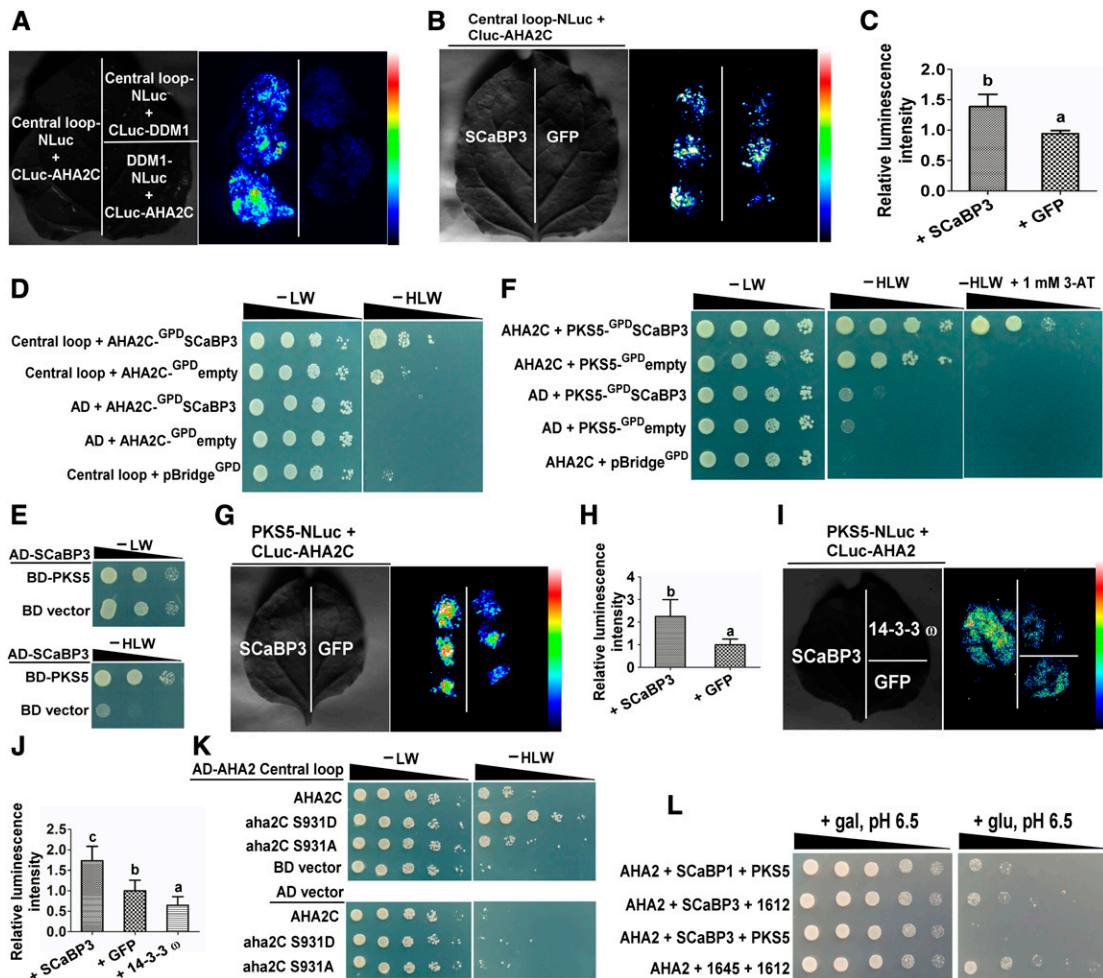 A
Central loop-
NLuc
+
CLuc-AHA2C
Central loop-
NLuc
+
CLuc-DDM1
DDM1-
NLuc
+
CLuc-AHA2C
B
Central loop-NLuc +
Cluc-AHA2C
SCaBP3
GFP
C
Relative luminescence
intensity
2.0
1.5
1.0
0.5
0.0
b
a
+ SCaBP3
+ GFP
D
– LW
– HLW
Central loop + AHA2C-GPDSCaBP3
Central loop + AHA2C-GPDempty
AD + AHA2C-GPDSCaBP3
AD + AHA2C-GPDempty
Central loop + pBridgeGPD
F
– LW
– HLW
–HLW + 1 mM 3-AT
AHA2C + PKS5-GPDSCaBP3
AHA2C + PKS5-GPDempty
AD + PKS5-GPDSCaBP3
AD + PKS5-GPDempty
AHA2C + pBridgeGPD
E
AD-SCaBP3
– LW
BD-PKS5
BD vector
AD-SCaBP3
– HLW
BD-PKS5
BD vector
G
PKS5-NLuc +
CLuc-AHA2C
SCaBP3
GFP
H
Relative luminescence
intensity
4
3
2
1
0
b
a
+ SCaBP3
+ GFP
I
PKS5-NLuc +
CLuc-AHA2
SCaBP3
14-3-3 ω
GFP
J
Relative luminescence
intensity
2.5
2.0
1.5
1.0
0.5
0.0
c
b
a
+ SCaBP3
+ GFP
+ 14-3-3 ω
K
AD-AHA2 Central loop
– LW
– HLW
AHA2C
aha2C S931D
aha2C S931A
BD vector
AD vector
AHA2C
aha2C S931D
aha2C S931A
L
+ gal, pH 6.5
+ glu, pH 6.5
AHA2 + SCaBP1 + PKS5
AHA2 + SCaBP3 + 1612
AHA2 + SCaBP3 + PKS5
AHA2 + 1645 + 1612